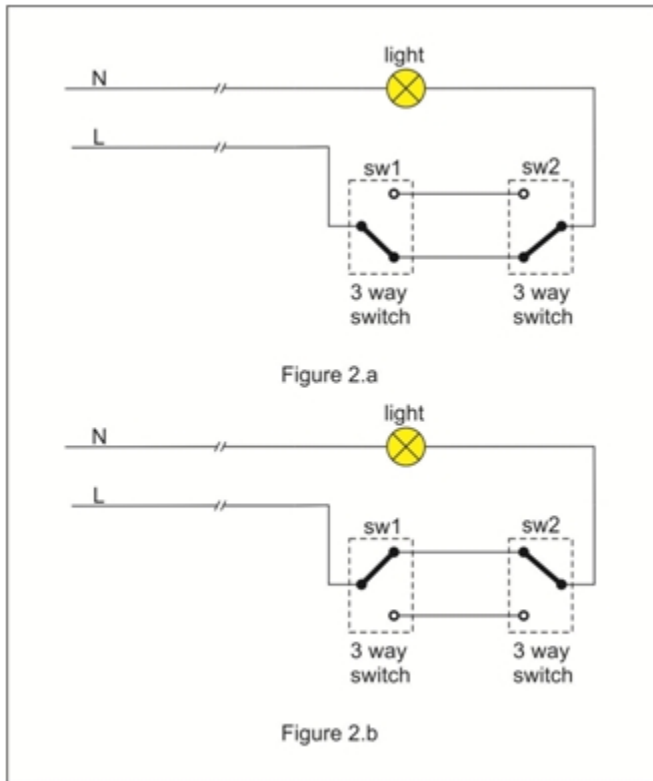 light
N
L
sw1 sw2
3 way 3 way
switch switch
Figure 2.a
light
N
L
sw1 sw2
3 way 3 way
switch switch
Figure 2.b